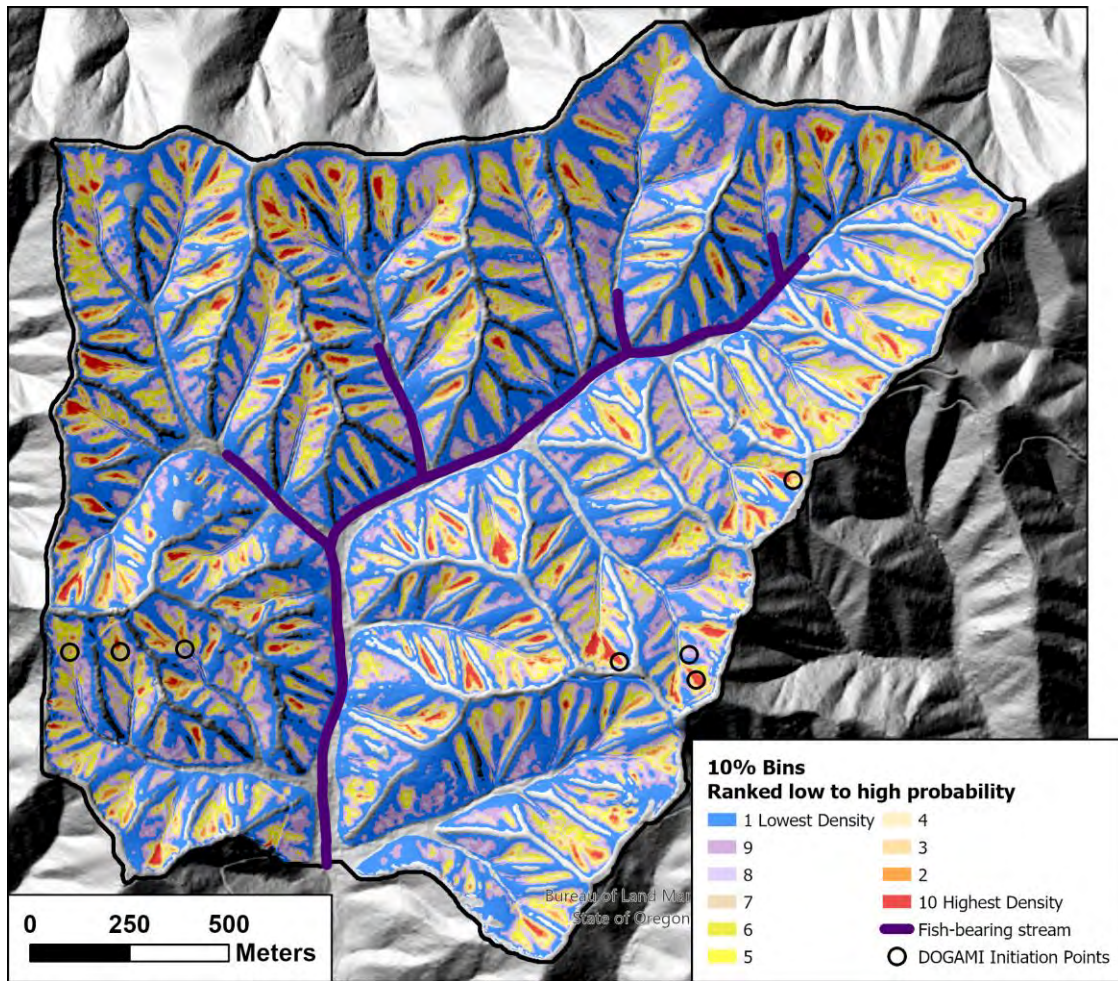 Bureau of Land Man
State of Oregon
10% Bins
Ranked low to high probability
1 Lowest Density
9
8
7
6
5
4
3
2
10 Highest Density
Fish-bearing stream
DOGAMI Initiation Points
0 250 500
Meters